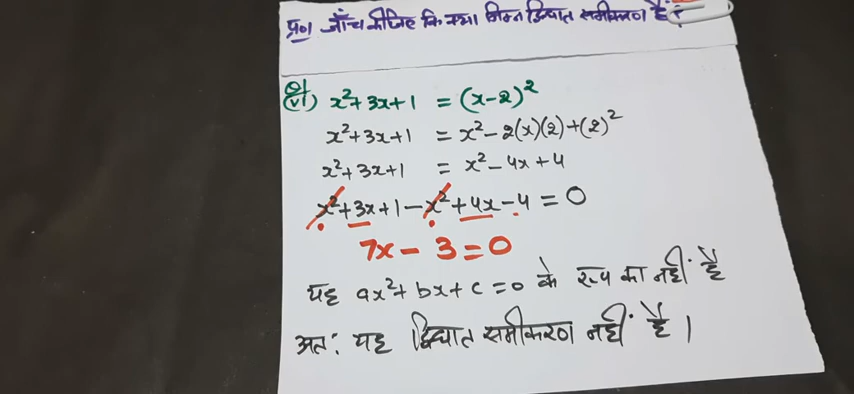 प्र०1 जाँच कीजिए कि क्या निम्न द्विघात समीकरण है
(vi) x²+3x+1 = (x-2)²
x²+3x+1 = x²-2(x)(2)+(2)²
x²+3x+1 = x²-4x+4
x²+3x+1-x²+4x-4=0
7x-3=0
यह ax²+bx+c=0 के रूप का नहीं है
अतः यह द्विघात समीकरण नहीं है।